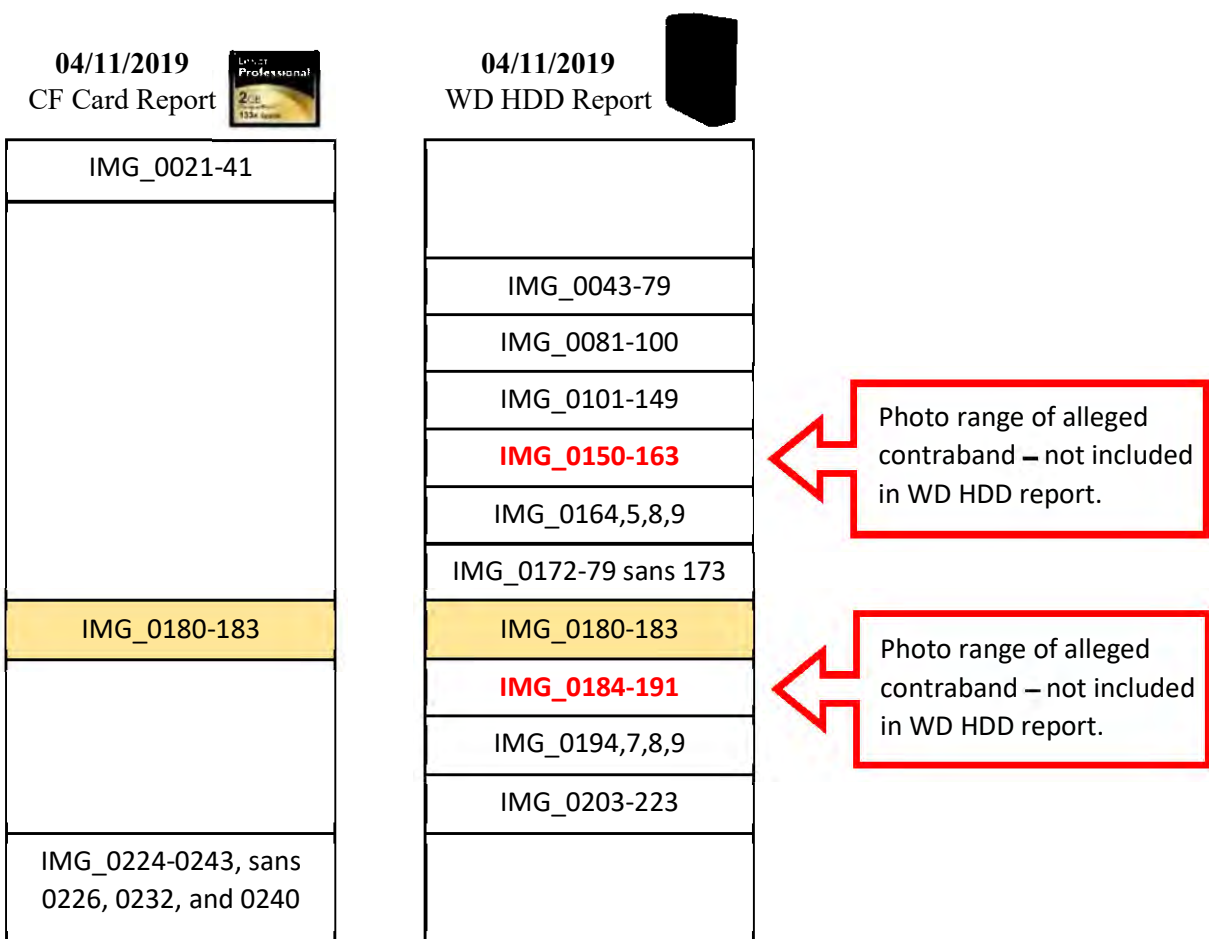 04/11/2019
CF Card Report
Lexar
Professional
2GB
133x
04/11/2019
WD HDD Report
IMG_0021-41
IMG_0043-79
IMG_0081-100
IMG_0101-149
IMG_0150-163
Photo range of alleged
contraband – not included
in WD HDD report.
IMG_0164,5,8,9
IMG_0172-79 sans 173
IMG_0180-183
IMG_0180-183
Photo range of alleged
contraband – not included
in WD HDD report.
IMG_0184-191
IMG_0194,7,8,9
IMG_0203-223
IMG_0224-0243, sans
0226, 0232, and 0240